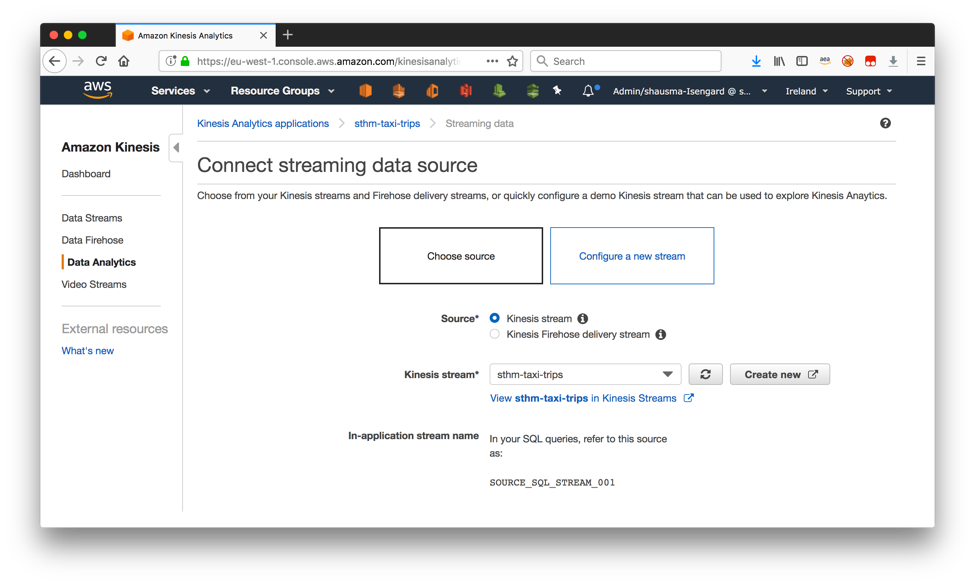 Amazon Kinesis Analytics
https://eu-west-1.console.aws.amazon.com/kinesisanalytic
Search
aws
Services
Resource Groups
Admin/shausma-Isengard @ s...
Ireland
Support
Amazon Kinesis
Dashboard
Data Streams
Data Firehose
Data Analytics
Video Streams
External resources
What's new
Kinesis Analytics applications
sthm-taxi-trips
Streaming data
Connect streaming data source
Choose from your Kinesis streams and Firehose delivery streams, or quickly configure a demo Kinesis stream that can be used to explore Kinesis Anaytics.
Choose source
Configure a new stream
Source*
Kinesis stream
Kinesis Firehose delivery stream
Kinesis stream*
sthm-taxi-trips
Create new
View sthm-taxi-trips in Kinesis Streams
In-application stream name
In your SQL queries, refer to this source
as:
SOURCE_SQL_STREAM_001